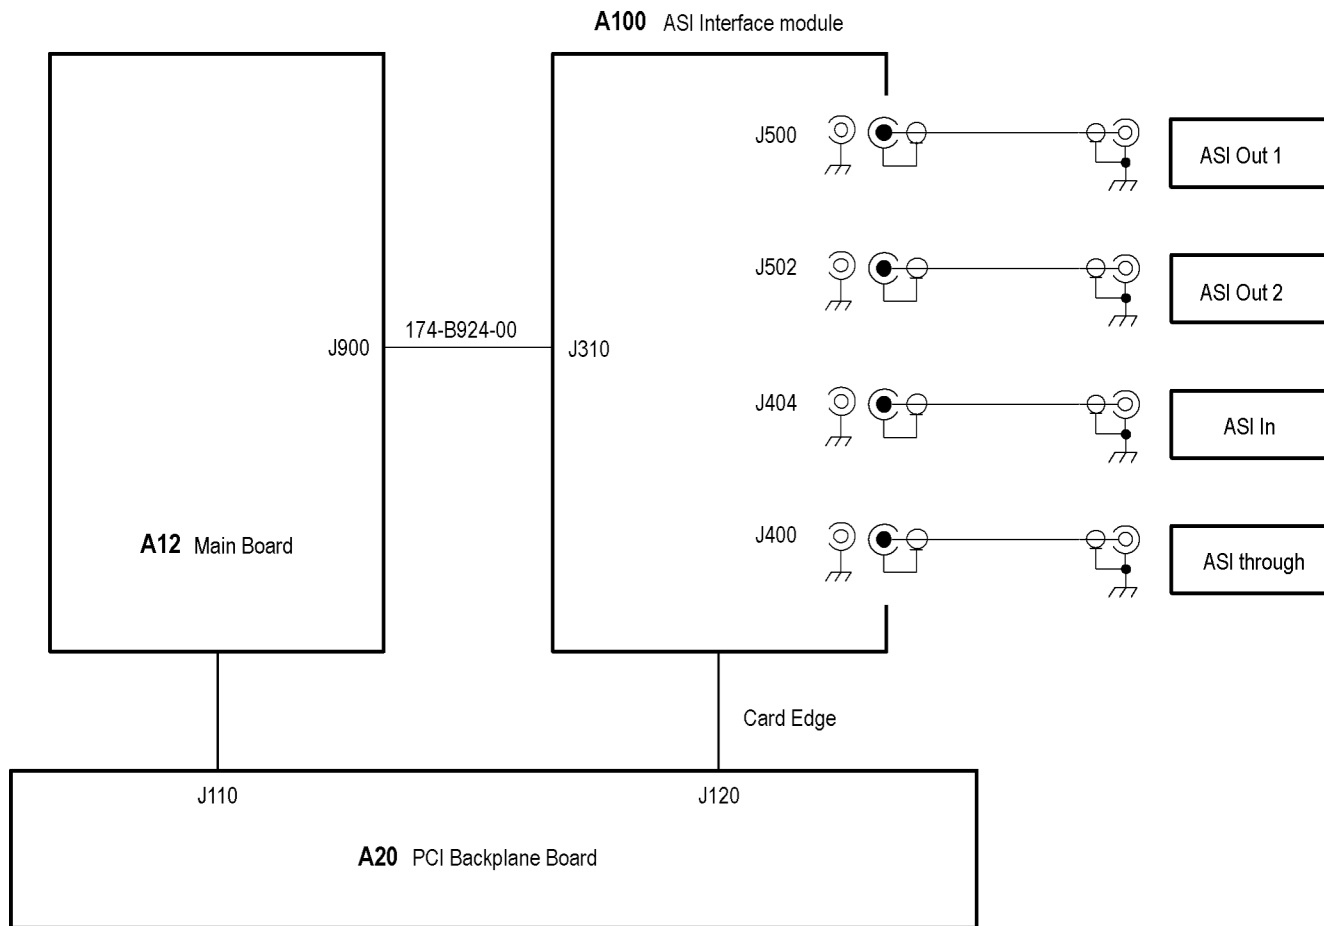 A100 ASI Interface module
J500
ASI Out 1
J502
ASI Out 2
174-B924-00
J900
J310
J404
ASI In
J400
A12 Main Board
ASI through
Card Edge
J110
J120
A20 PCI Backplane Board